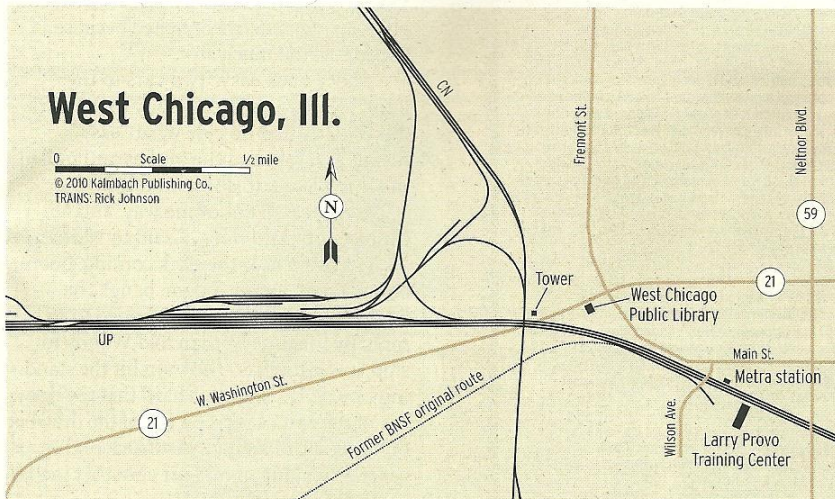 West Chicago, Ill.
0 Scale 1/2 mile
© 2010 Kalmbach Publishing Co.,
TRAINS: Rick Johnson
N
CN
Fremont St.
Neltnor Blvd.
59
Tower
21
West Chicago
Public Library
UP
Main St.
Metra station
W. Washington St.
21
Former BNSF original route
Wilson Ave.
Larry Provo
Training Center